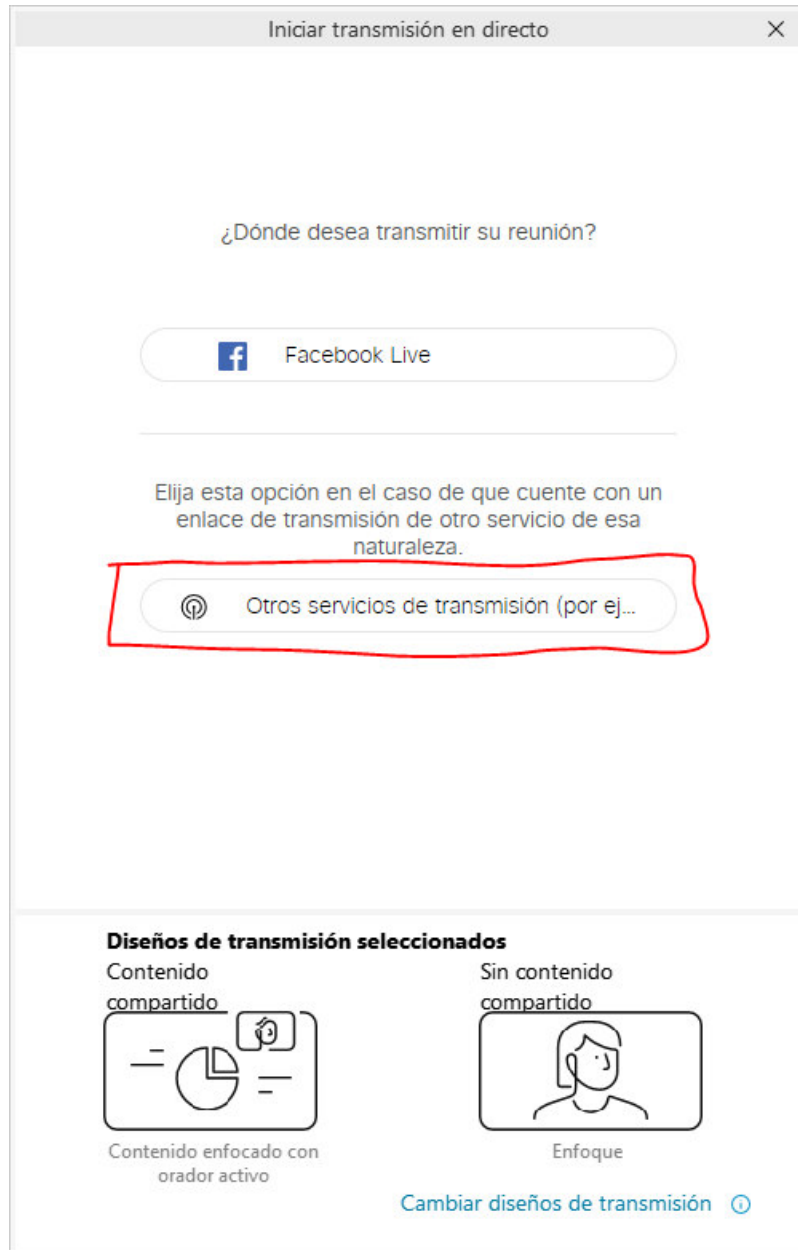 Iniciar transmisión en directo
¿Dónde desea transmitir su reunión?
Facebook Live
Elija esta opción en el caso de que cuente con un
enlace de transmisión de otro servicio de esa
naturaleza.
Otros servicios de transmisión (por ej...
Diseños de transmisión seleccionados
Contenido
compartido
Contenido enfocado con
orador activo
Sin contenido
compartido
Enfoque
Cambiar diseños de transmisión